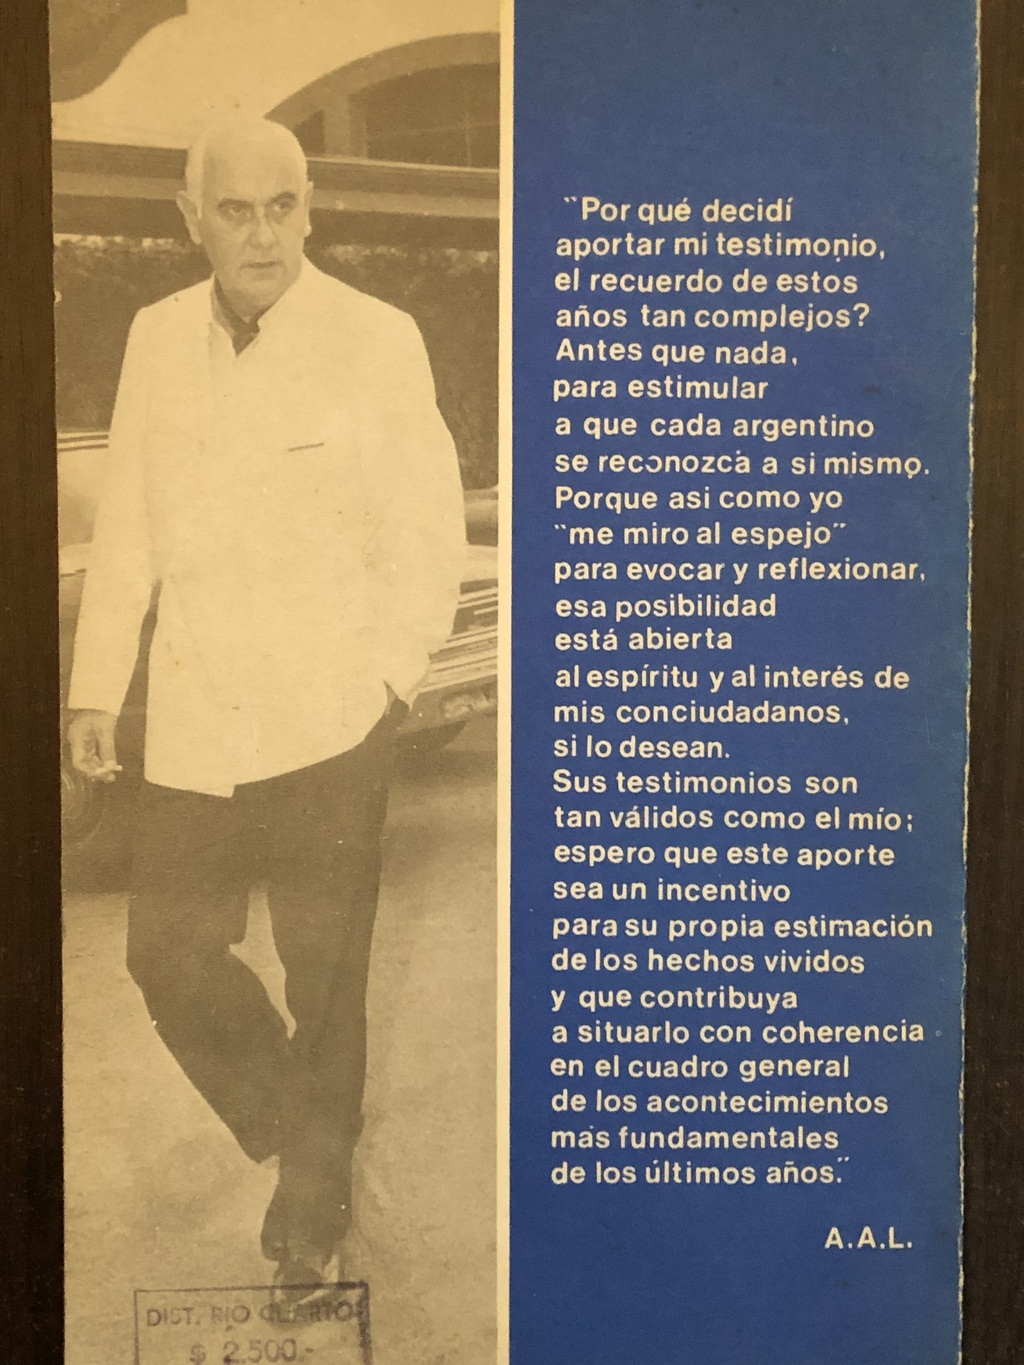 "Por qué decidí
aportar mi testimonio,
el recuerdo de estos
años tan complejos?
Antes que nada,
para estimular
a que cada argentino
se reconozca a si mismo.
Porque asi como yo
"me miro al espejo"
para evocar y reflexionar,
esa posibilidad
está abierta
al espíritu y al interés de
mis conciudadanos,
si lo desean.
Sus testimonios son
tan válidos como el mío;
espero que este aporte
sea un incentivo
para su propia estimación
de los hechos vividos
y que contribuya
a situarlo con coherencia
en el cuadro general
de los acontecimientos
más fundamentales
de los últimos años."
A.A.L.
DIST. RIO CUARTO
$ 2.500.-